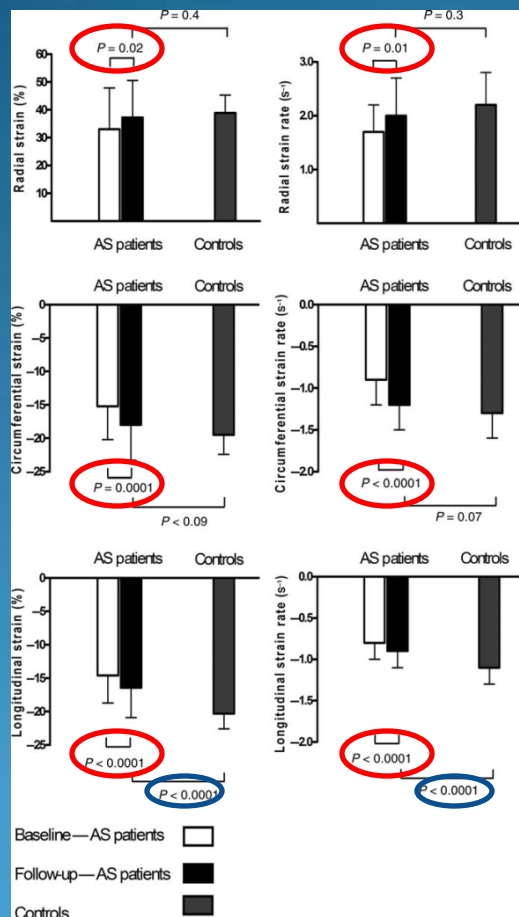 P = 0.4
P = 0.02
Radial strain (%)
60
50
40
30
20
10
AS patients Controls
P = 0.3
P = 0.01
Radial strain rate (s⁻¹)
3.0
2.0
1.0
AS patients Controls
AS patients Controls
Circumferential strain (%)
0
–5
–10
–15
–20
–25
P = 0.0001
P < 0.09
AS patients Controls
Circumferential strain rate (s⁻¹)
0.0
–0.5
–1.0
–1.5
–2.0
P < 0.0001
P = 0.07
AS patients Controls
Longitudinal strain (%)
0
–5
–10
–15
–20
–25
P < 0.0001
P < 0.0001
AS patients Controls
Longitudinal strain rate (s⁻¹)
0.0
–0.5
–1.0
–1.5
–2.0
P < 0.0001
P < 0.0001
Baseline — AS patients
Follow-up — AS patients
Controls